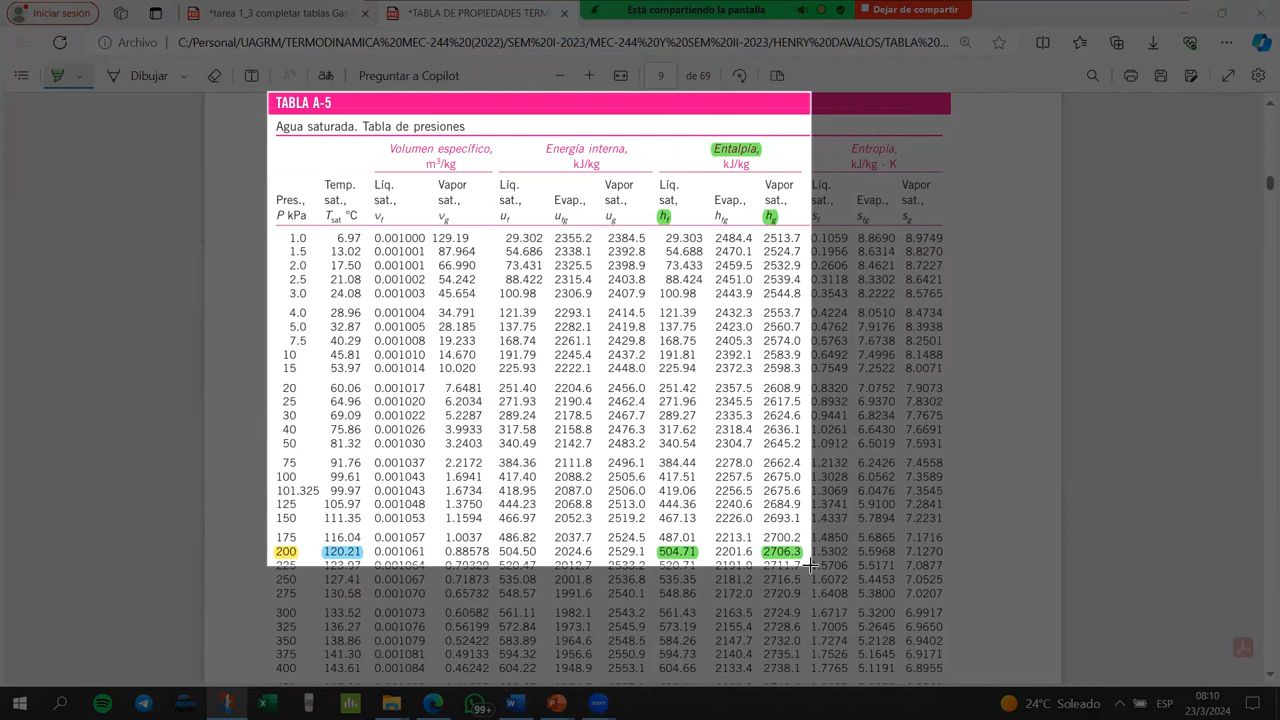 Iniciar sesión
*tarea 1_3 completar tablas Gas
*TABLA DE PROPIEDADES TERM
Está compartiendo la pantalla
Dejar de compartir
Archivo C:/Personal/UAGRM/TERMODINAMICA%20MEC-244%20(2022)/SEM%20I-2023/MEC-244%20Y%20SEM%20II-2023/HENRY%20DAVALOS/TABLA%20...
Dibujar
Preguntar a Copilot
9 de 69
TABLA A-5
Agua saturada. Tabla de presiones
Volumen específico, Energía interna, Entalpía, Entropía,
m³/kg kJ/kg kJ/kg kJ/kg · K
Temp. Líq. Vapor Líq. Vapor Líq. Vapor Líq. Vapor
Pres., sat., sat., sat., sat., Evap., sat., sat, Evap., sat., sat., Evap., sat.,
P kPa Tsat °C vf vg uf ufg ug hf hfg hg sf sfg sg
1.0 6.97 0.001000 129.19 29.302 2355.2 2384.5 29.303 2484.4 2513.7 0.1059 8.8690 8.9749
1.5 13.02 0.001001 87.964 54.686 2338.1 2392.8 54.688 2470.1 2524.7 0.1956 8.6314 8.8270
2.0 17.50 0.001001 66.990 73.431 2325.5 2398.9 73.433 2459.5 2532.9 0.2606 8.4621 8.7227
2.5 21.08 0.001002 54.242 88.422 2315.4 2403.8 88.424 2451.0 2539.4 0.3118 8.3302 8.6421
3.0 24.08 0.001003 45.654 100.98 2306.9 2407.9 100.98 2443.9 2544.8 0.3543 8.2222 8.5765
4.0 28.96 0.001004 34.791 121.39 2293.1 2414.5 121.39 2432.3 2553.7 0.4224 8.0510 8.4734
5.0 32.87 0.001005 28.185 137.75 2282.1 2419.8 137.75 2423.0 2560.7 0.4762 7.9176 8.3938
7.5 40.29 0.001008 19.233 168.74 2261.1 2429.8 168.75 2405.3 2574.0 0.5763 7.6738 8.2501
10 45.81 0.001010 14.670 191.79 2245.4 2437.2 191.81 2392.1 2583.9 0.6492 7.4996 8.1488
15 53.97 0.001014 10.020 225.93 2222.1 2448.0 225.94 2372.3 2598.3 0.7549 7.2522 8.0071
20 60.06 0.001017 7.6481 251.40 2204.6 2456.0 251.42 2357.5 2608.9 0.8320 7.0752 7.9073
25 64.96 0.001020 6.2034 271.93 2190.4 2462.4 271.96 2345.5 2617.5 0.8932 6.9370 7.8302
30 69.09 0.001022 5.2287 289.24 2178.5 2467.7 289.27 2335.3 2624.6 0.9441 6.8234 7.7675
40 75.86 0.001026 3.9933 317.58 2158.8 2476.3 317.62 2318.4 2636.1 1.0261 6.6430 7.6691
50 81.32 0.001030 3.2403 340.49 2142.7 2483.2 340.54 2304.7 2645.2 1.0912 6.5019 7.5931
75 91.76 0.001037 2.2172 384.36 2111.8 2496.1 384.44 2278.0 2662.4 1.2132 6.2426 7.4558
100 99.61 0.001043 1.6941 417.40 2088.2 2505.6 417.51 2257.5 2675.0 1.3028 6.0562 7.3589
101.325 99.97 0.001043 1.6734 418.95 2087.0 2506.0 419.06 2256.5 2675.6 1.3069 6.0476 7.3545
125 105.97 0.001048 1.3750 444.23 2068.8 2513.0 444.36 2240.6 2684.9 1.3741 5.9100 7.2841
150 111.35 0.001053 1.1594 466.97 2052.3 2519.2 467.13 2226.0 2693.1 1.4337 5.7894 7.2231
175 116.04 0.001057 1.0037 486.82 2037.7 2524.5 487.01 2213.1 2700.2 1.4850 5.6865 7.1716
200 120.21 0.001061 0.88578 504.50 2024.6 2529.1 504.71 2201.6 2706.3 1.5302 5.5968 7.1270
225 123.97 0.001064 0.79329 520.47 2012.7 2533.2 520.71 2191.0 2711.7 1.5706 5.5171 7.0877
250 127.41 0.001067 0.71873 535.08 2001.8 2536.8 535.35 2181.2 2716.5 1.6072 5.4453 7.0525
275 130.58 0.001070 0.65732 548.57 1991.6 2540.1 548.86 2172.0 2720.9 1.6408 5.3800 7.0207
300 133.52 0.001073 0.60582 561.11 1982.1 2543.2 561.43 2163.5 2724.9 1.6717 5.3200 6.9917
325 136.27 0.001076 0.56199 572.84 1973.1 2545.9 573.19 2155.4 2728.6 1.7005 5.2645 6.9650
350 138.86 0.001079 0.52422 583.89 1964.6 2548.5 584.26 2147.7 2732.0 1.7274 5.2128 6.9402
375 141.30 0.001081 0.49133 594.32 1956.6 2550.9 594.73 2140.4 2735.1 1.7526 5.1645 6.9171
400 143.61 0.001084 0.46242 604.22 1948.9 2553.1 604.66 2133.4 2738.1 1.7765 5.1191 6.8955
99+
24°C Soleado
ESP
08:10
23/3/2024